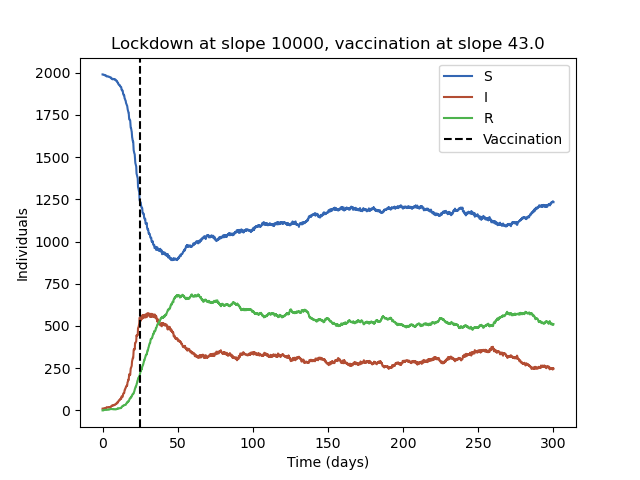 Lockdown at slope 10000, vaccination at slope 43.0
S
I
R
Vaccination
Individuals
2000
1750
1500
1250
1000
750
500
250
0
0 50 100 150 200 250 300
Time (days)